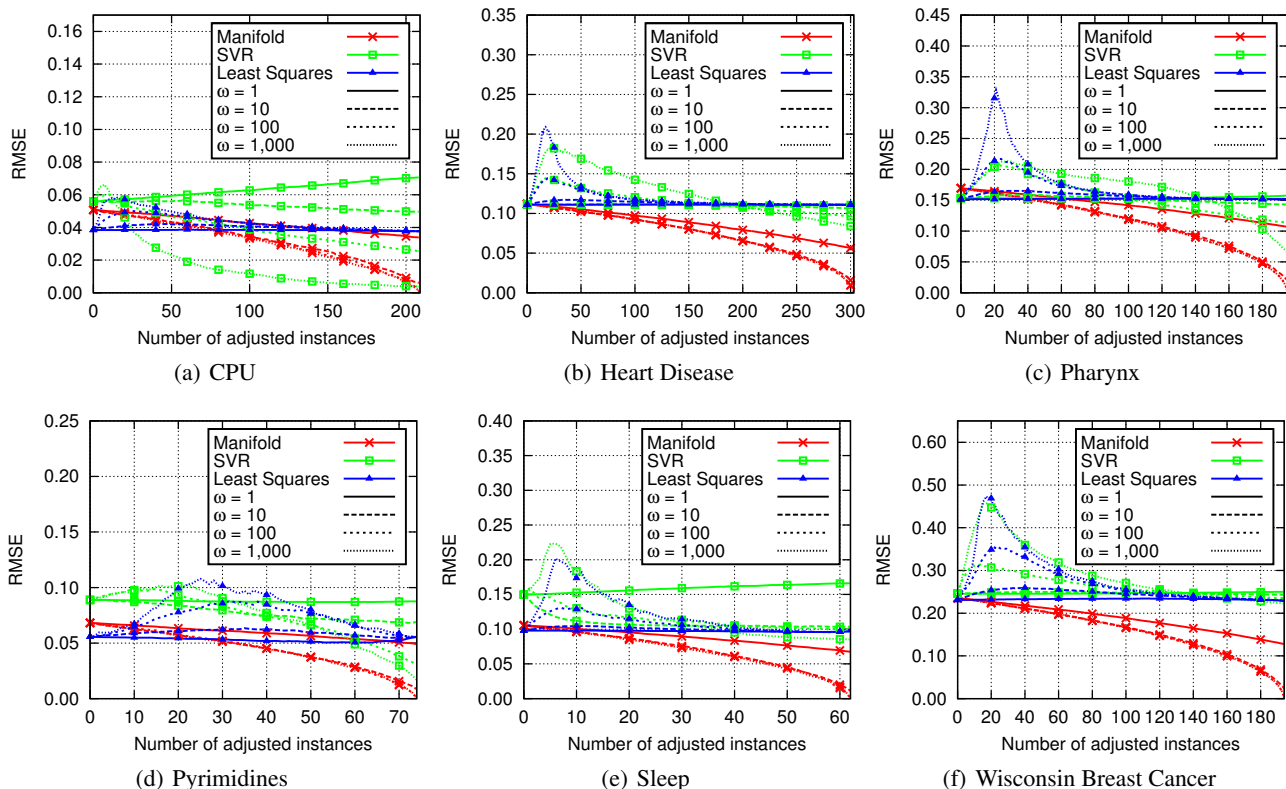 0.16
0.14
0.12
0.10
0.08
0.06
0.04
0.02
0.00
RMSE
0 50 100 150 200
Number of adjusted instances
Manifold
SVR
Least Squares
ω = 1
ω = 10
ω = 100
ω = 1,000
(a) CPU
0.35
0.30
0.25
0.20
0.15
0.10
0.05
0.00
RMSE
0 50 100 150 200 250 300
Number of adjusted instances
Manifold
SVR
Least Squares
ω = 1
ω = 10
ω = 100
ω = 1,000
(b) Heart Disease
0.45
0.40
0.35
0.30
0.25
0.20
0.15
0.10
0.05
0.00
RMSE
0 20 40 60 80 100 120 140 160 180
Number of adjusted instances
Manifold
SVR
Least Squares
ω = 1
ω = 10
ω = 100
ω = 1,000
(c) Pharynx
0.25
0.20
0.15
0.10
0.05
0.00
RMSE
0 10 20 30 40 50 60 70
Number of adjusted instances
Manifold
SVR
Least Squares
ω = 1
ω = 10
ω = 100
ω = 1,000
(d) Pyrimidines
0.40
0.35
0.30
0.25
0.20
0.15
0.10
0.05
0.00
RMSE
0 10 20 30 40 50 60
Number of adjusted instances
Manifold
SVR
Least Squares
ω = 1
ω = 10
ω = 100
ω = 1,000
(e) Sleep
0.60
0.50
0.40
0.30
0.20
0.10
0.00
RMSE
0 20 40 60 80 100 120 140 160 180
Number of adjusted instances
Manifold
SVR
Least Squares
ω = 1
ω = 10
ω = 100
ω = 1,000
(f) Wisconsin Breast Cancer